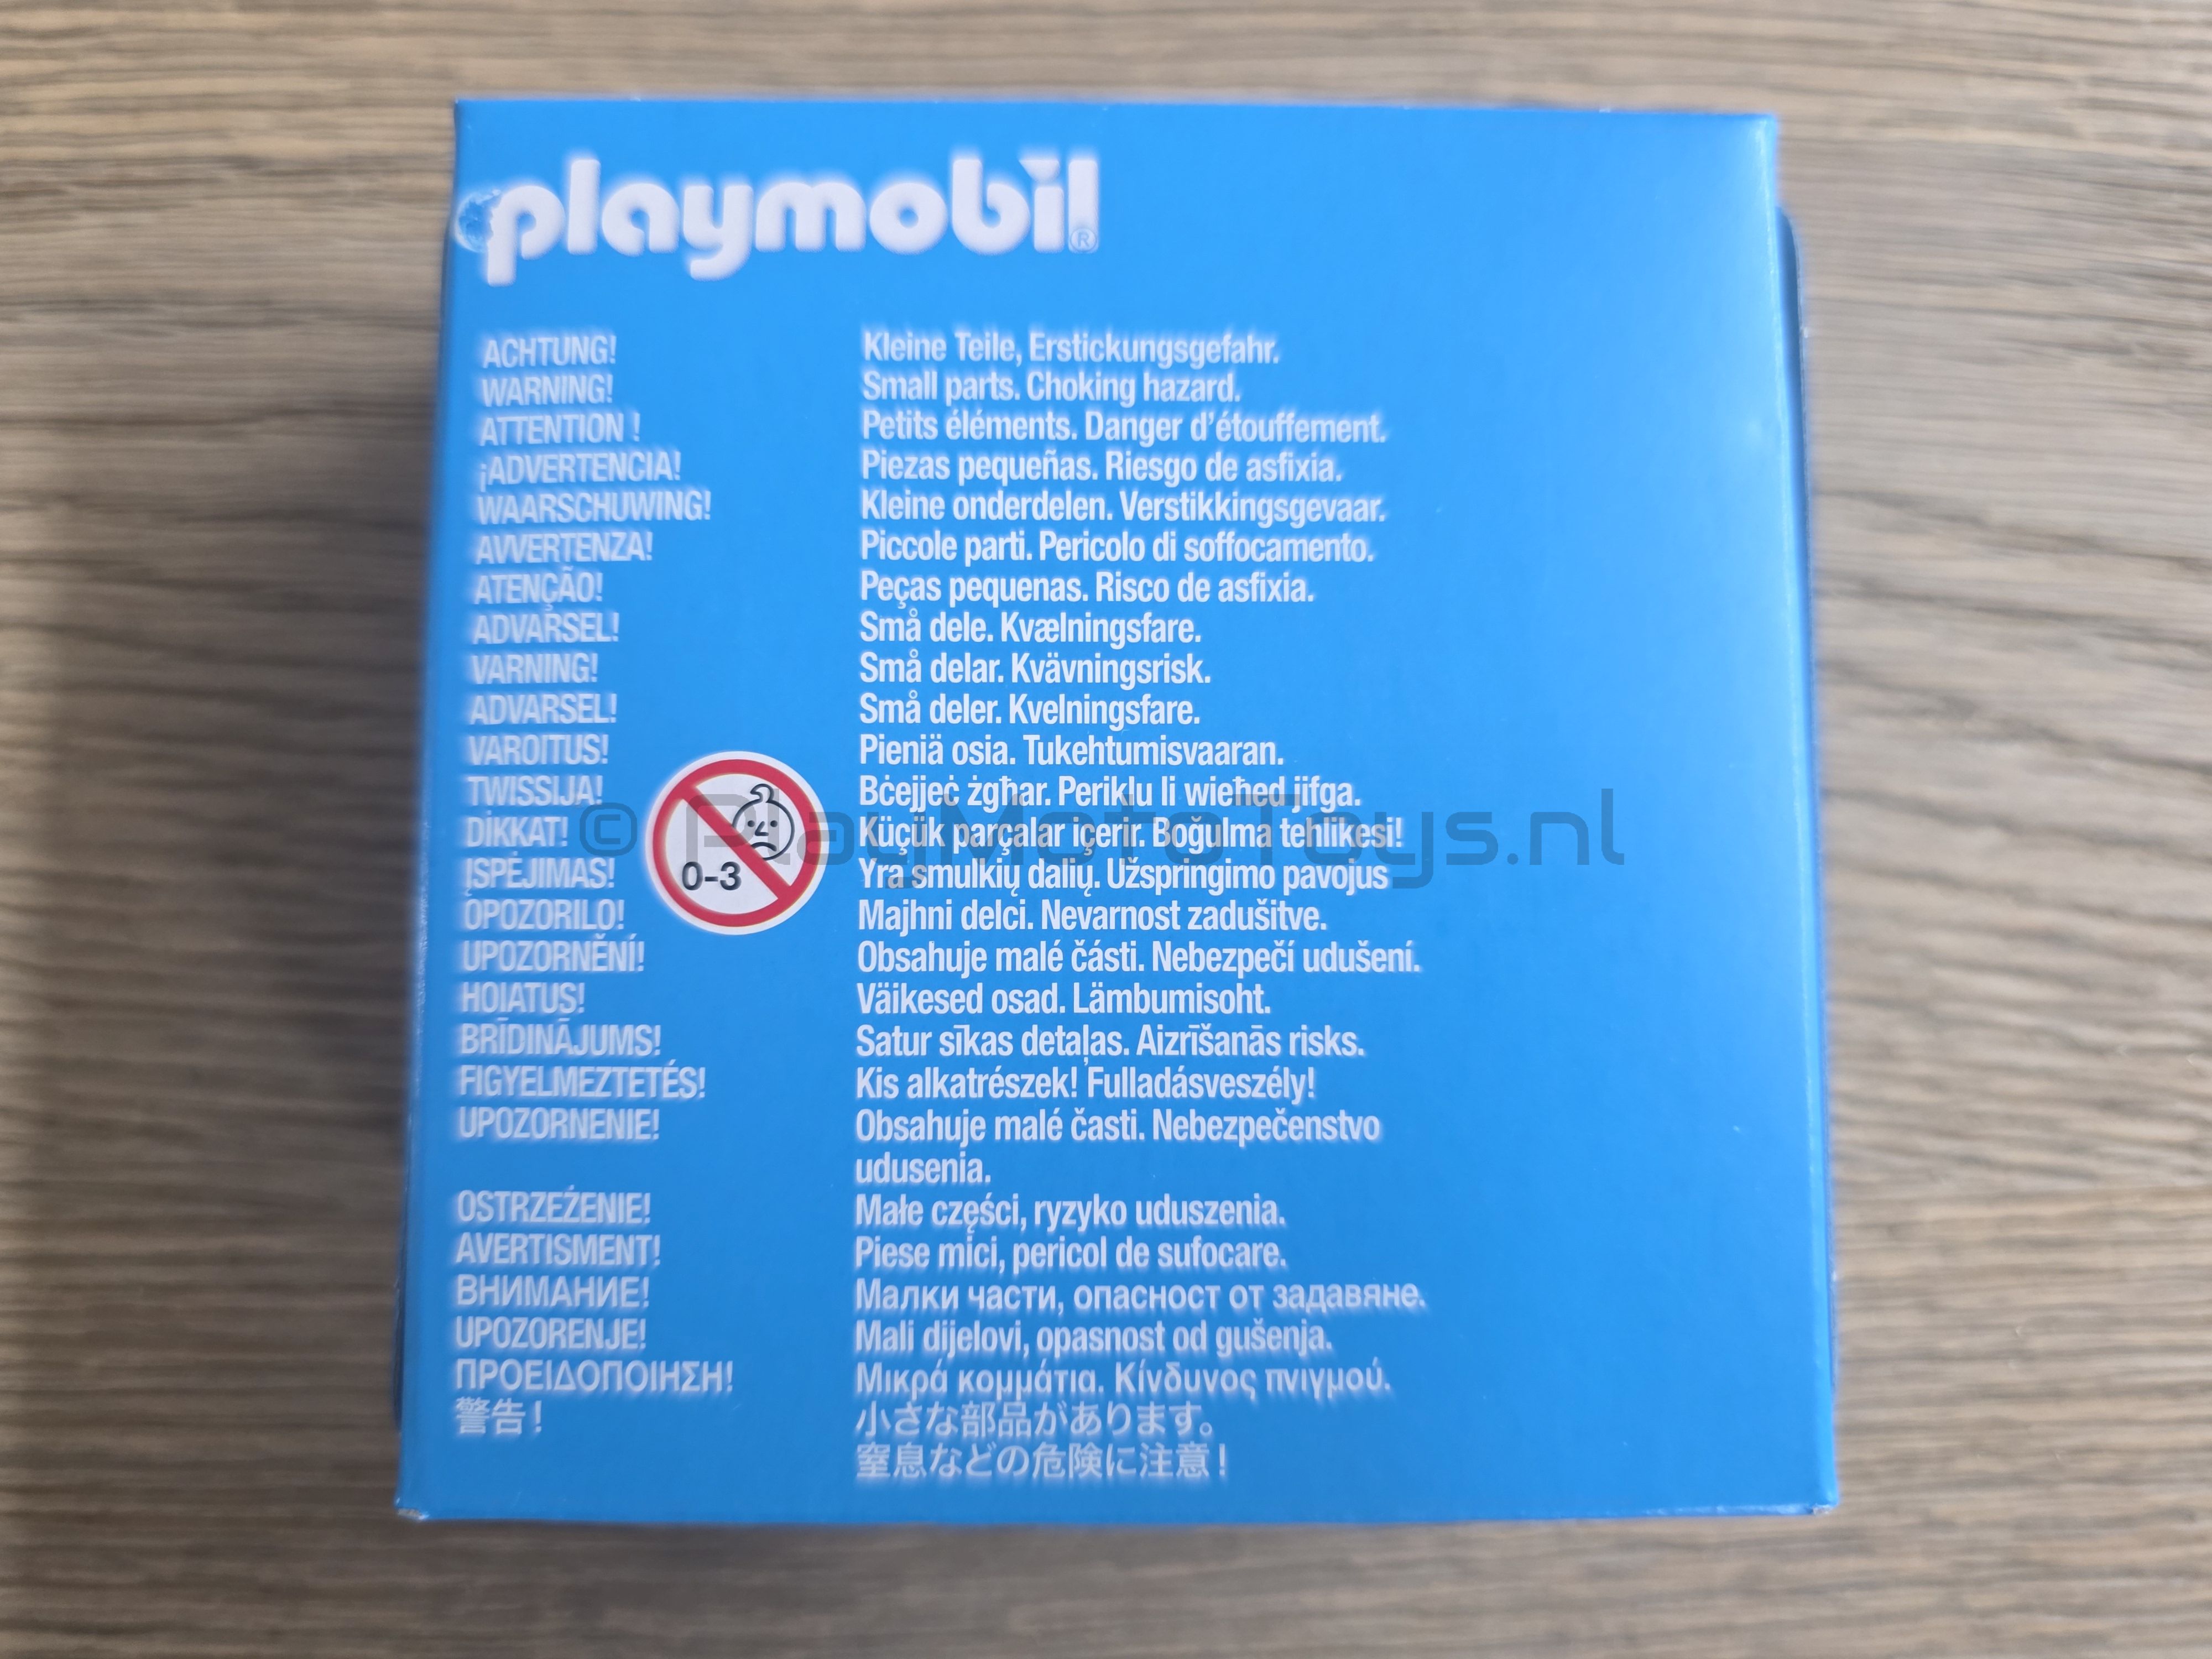 playmobil®
ACHTUNG! Kleine Teile, Erstickungsgefahr.
WARNING! Small parts. Choking hazard.
ATTENTION ! Petits éléments. Danger d'étouffement.
¡ADVERTENCIA! Piezas pequeñas. Riesgo de asfixia.
WAARSCHUWING! Kleine onderdelen. Verstikkingsgevaar.
AVVERTENZA! Piccole parti. Pericolo di soffocamento.
ATENÇÃO! Peças pequenas. Risco de asfixia.
ADVARSEL! Små dele. Kvælningsfare.
VARNING! Små delar. Kvävningsrisk.
ADVARSEL! Små deler. Kvelningsfare.
VAROITUS! Pieniä osia. Tukehtumisvaaran.
TWISSIJA! Bċejjeċ żgħar. Periklu li wieħed jifga.
DİKKAT! Küçük parçalar içerir. Boğulma tehlikesi!
© PlayMotoToys.nl
0-3
ĮSPĖJIMAS! Yra smulkių dalių. Užspringimo pavojus
OPOZORILO! Majhni delci. Nevarnost zadušitve.
UPOZORNĚNÍ! Obsahuje malé části. Nebezpečí udušení.
HOIATUS! Väikesed osad. Lämbumisoht.
BRĪDINĀJUMS! Satur sīkas detaļas. Aizrīšanās risks.
FIGYELMEZTETÉS! Kis alkatrészek! Fulladásveszély!
UPOZORNENIE! Obsahuje malé časti. Nebezpečenstvo
udusenia.
OSTRZEŻENIE! Małe części, ryzyko uduszenia.
AVERTISMENT! Piese mici, pericol de sufocare.
ВНИМАНИЕ! Малки части, опасност от задавяне.
UPOZORENJE! Mali dijelovi, opasnost od gušenja.
ΠΡΟΕΙΔΟΠΟΙΗΣΗ! Μικρά κομμάτια. Κίνδυνος πνιγμού.
警告! 小さな部品があります。
窒息などの危険に注意!